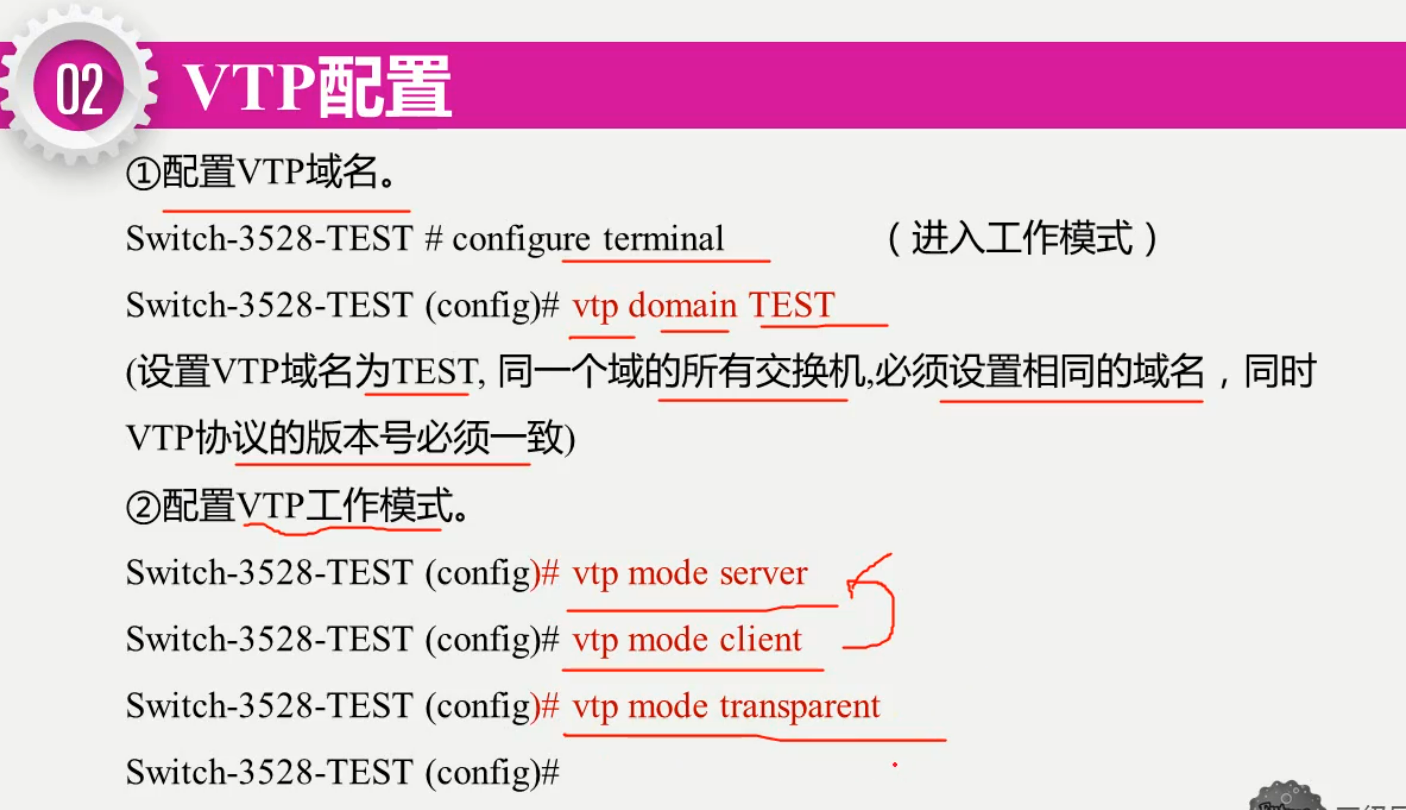 02
VTP配置
①配置VTP域名。
Switch-3528-TEST # configure terminal （进入工作模式）
Switch-3528-TEST (config)# vtp domain TEST
(设置VTP域名为TEST, 同一个域的所有交换机,必须设置相同的域名，同时
VTP协议的版本号必须一致)
②配置VTP工作模式。
Switch-3528-TEST (config)# vtp mode server
Switch-3528-TEST (config)# vtp mode client
Switch-3528-TEST (config)# vtp mode transparent
Switch-3528-TEST (config)#